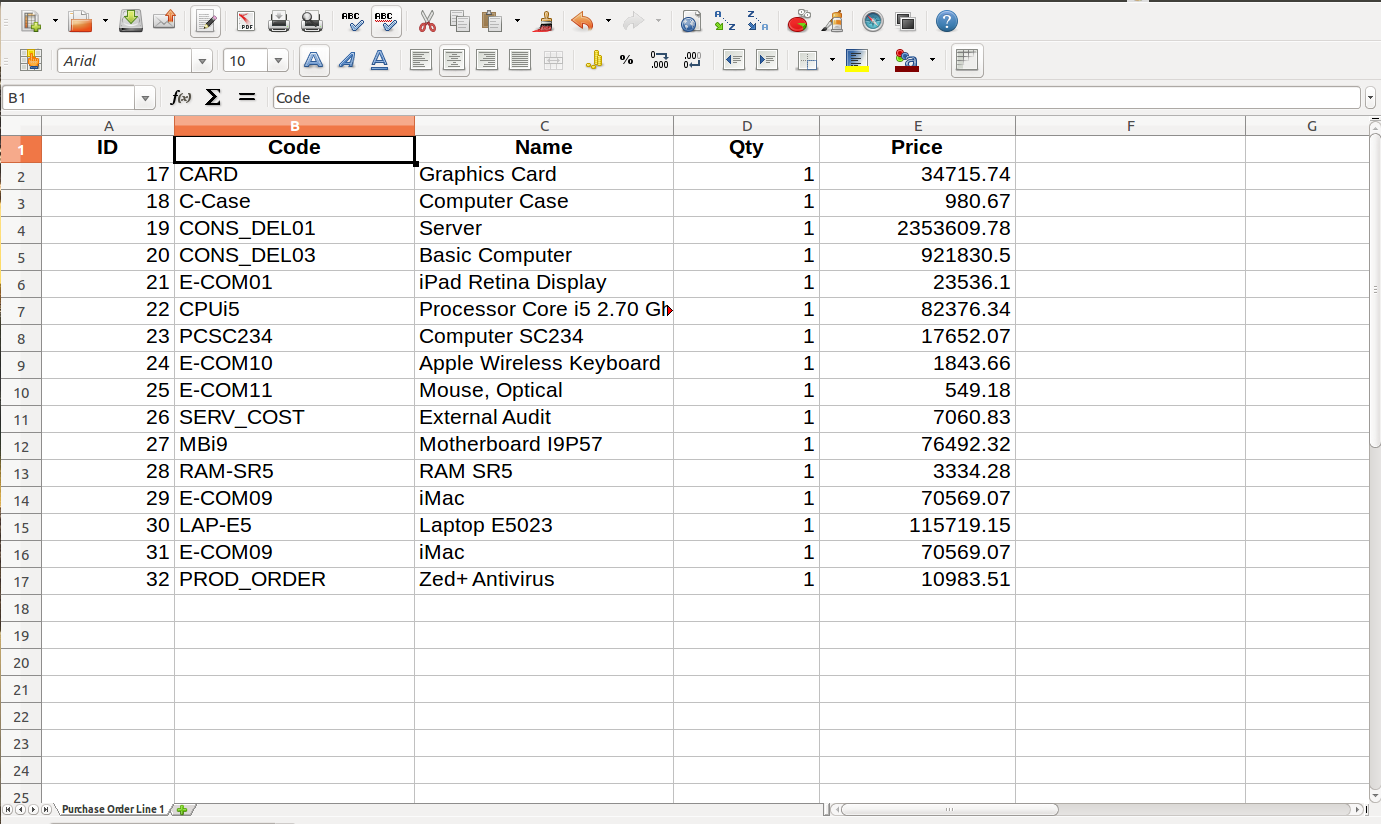 ABC ABC A Z Z A
Arial 10 A A A % .000 .000
B1 f(x) Σ = Code
A B C D E F G
1 ID Code Name Qty Price
2 17 CARD Graphics Card 1 34715.74
3 18 C-Case Computer Case 1 980.67
4 19 CONS_DEL01 Server 1 2353609.78
5 20 CONS_DEL03 Basic Computer 1 921830.5
6 21 E-COM01 iPad Retina Display 1 23536.1
7 22 CPUi5 Processor Core i5 2.70 Gh 1 82376.34
8 23 PCSC234 Computer SC234 1 17652.07
9 24 E-COM10 Apple Wireless Keyboard 1 1843.66
10 25 E-COM11 Mouse, Optical 1 549.18
11 26 SERV_COST External Audit 1 7060.83
12 27 MBi9 Motherboard I9P57 1 76492.32
13 28 RAM-SR5 RAM SR5 1 3334.28
14 29 E-COM09 iMac 1 70569.07
15 30 LAP-E5 Laptop E5023 1 115719.15
16 31 E-COM09 iMac 1 70569.07
17 32 PROD_ORDER Zed+ Antivirus 1 10983.51
18
19
20
21
22
23
24
25
Purchase Order Line 1